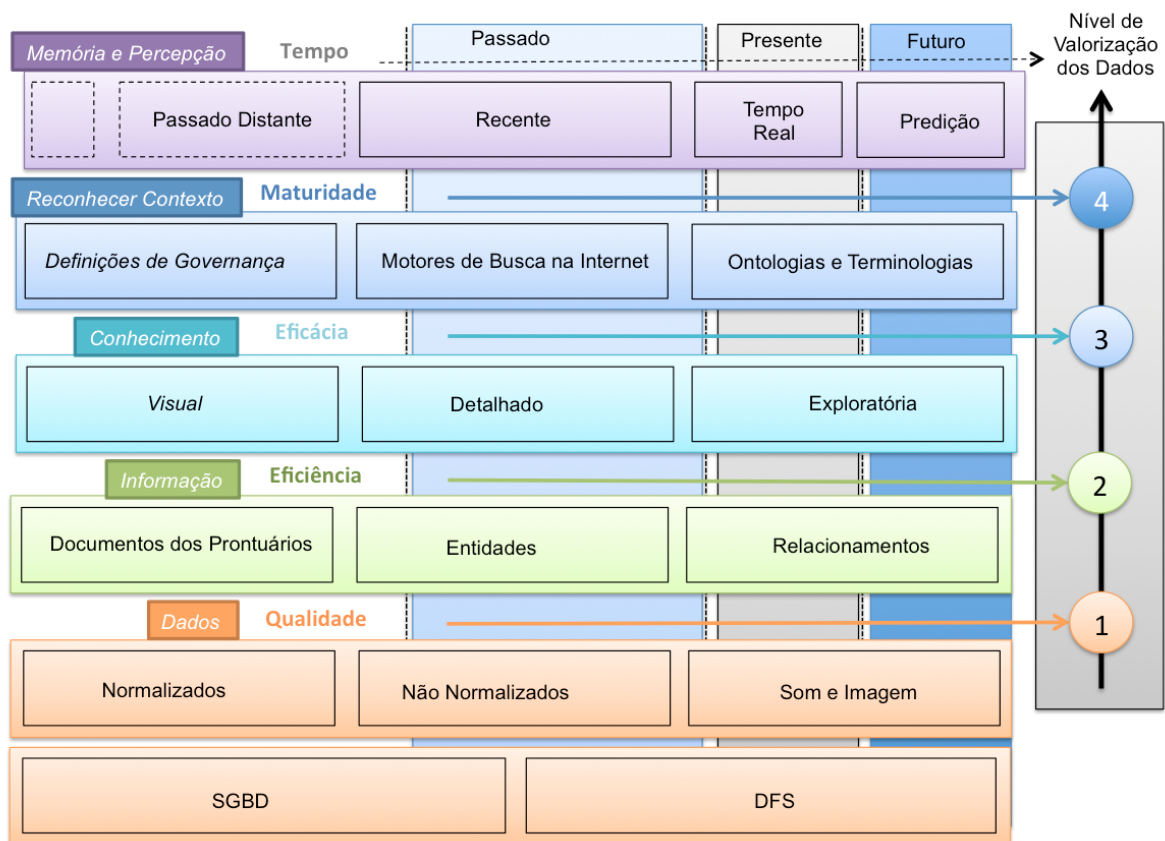 Memória e Percepção
Tempo
Passado
Presente
Futuro
Nível de
Valorização
dos Dados
Passado Distante
Recente
Tempo
Real
Predição
Reconhecer Contexto
Maturidade
4
Definições de Governança
Motores de Busca na Internet
Ontologias e Terminologias
Conhecimento
Eficácia
3
Visual
Detalhado
Exploratória
Informação
Eficiência
2
Documentos dos Prontuários
Entidades
Relacionamentos
Dados
Qualidade
1
Normalizados
Não Normalizados
Som e Imagem
SGBD
DFS